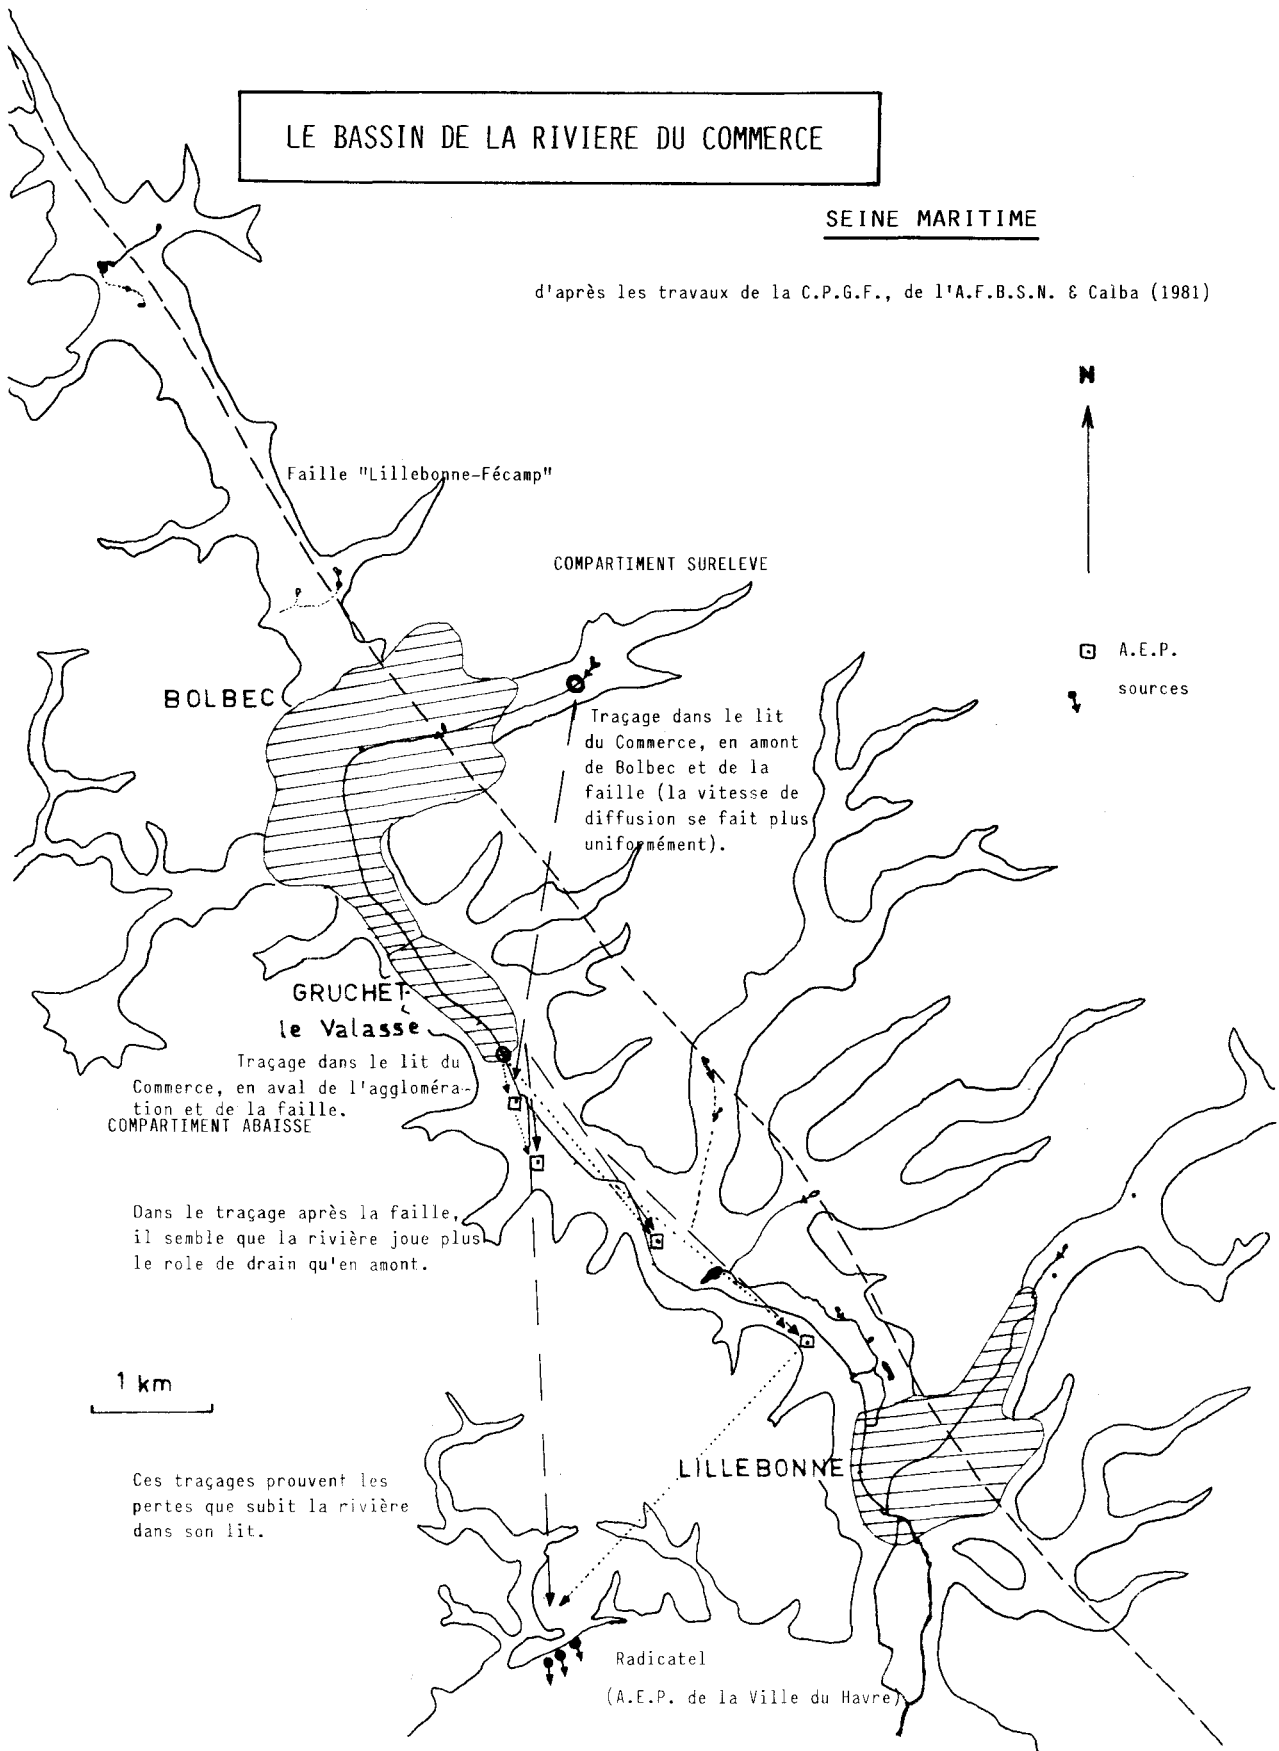 LE BASSIN DE LA RIVIERE DU COMMERCE
SEINE MARITIME
d'après les travaux de la C.P.G.F., de l'A.F.B.S.N. & Calba (1981)
N
Faille "Lillebonne-Fécamp"
COMPARTIMENT SURELEVE
A.E.P.
sources
BOLBEC
Traçage dans le lit
du Commerce, en amont
de Bolbec et de la
faille (la vitesse de
diffusion se fait plus
uniformément).
GRUCHET-
le Valasse
Traçage dans le lit du
Commerce, en aval de l'aggloméra-
tion et de la faille.
COMPARTIMENT ABAISSE
Dans le traçage après la faille,
il semble que la rivière joue plus
le role de drain qu'en amont.
1 km
LILLEBONNE
Ces traçages prouvent les
pertes que subit la rivière
dans son lit.
Radicatel
(A.E.P. de la Ville du Havre)